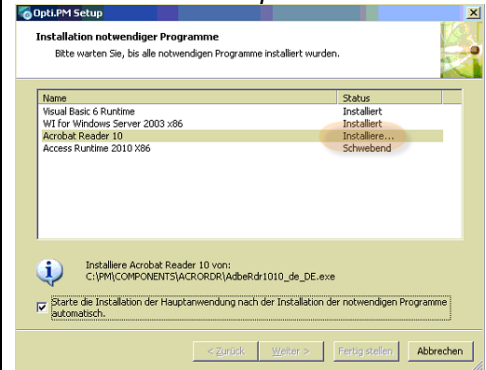 Opti.PM Setup
Installation notwendiger Programme
Bitte warten Sie, bis alle notwendigen Programme installiert wurden.
Name Status
Visual Basic 6 Runtime Installiert
WI for Windows Server 2003 x86 Installiert
Acrobat Reader 10 Installiere...
Access Runtime 2010 X86 Schwebend
Installiere Acrobat Reader 10 von:
C:\PM\COMPONENTS\ACRORDR\AdbeRdr1010_de_DE.exe
Starte die Installation der Hauptanwendung nach der Installation der notwendigen Programme
automatisch.
< Zurück Weiter > Fertig stellen Abbrechen